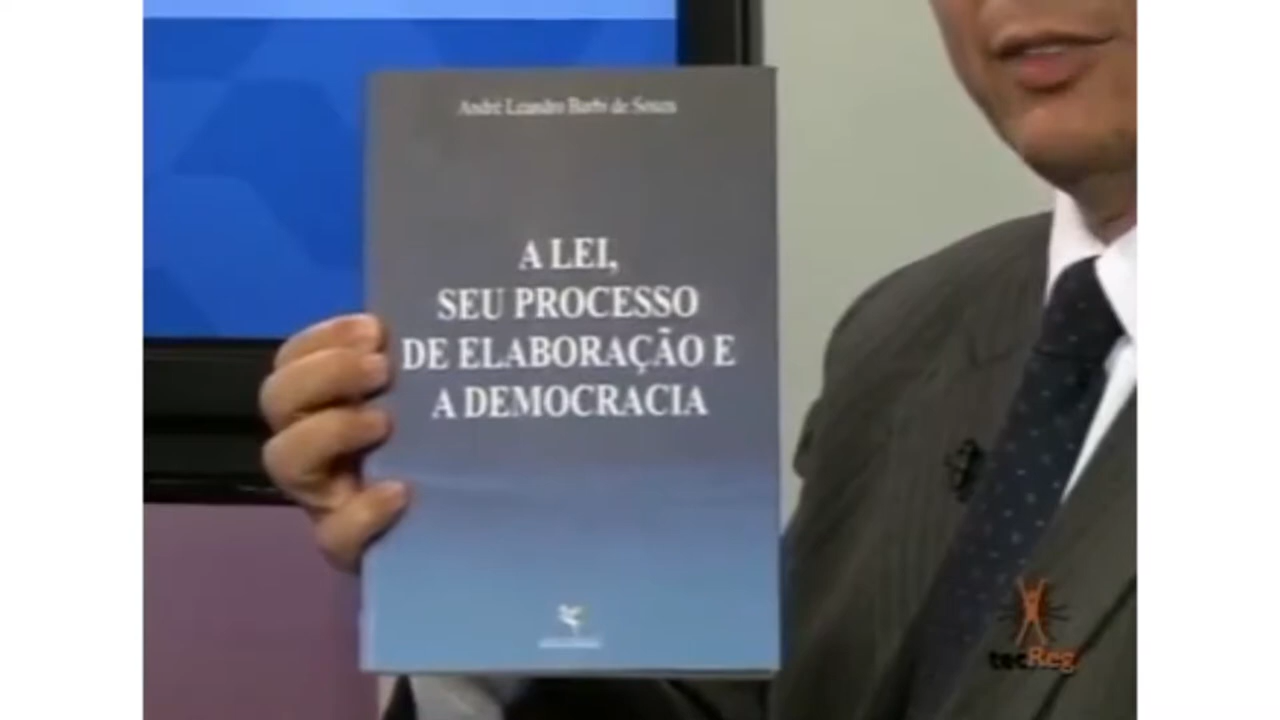 André Leandro Barbi de Souza
A LEI,
SEU PROCESSO
DE ELABORAÇÃO E
A DEMOCRACIA
tecReg